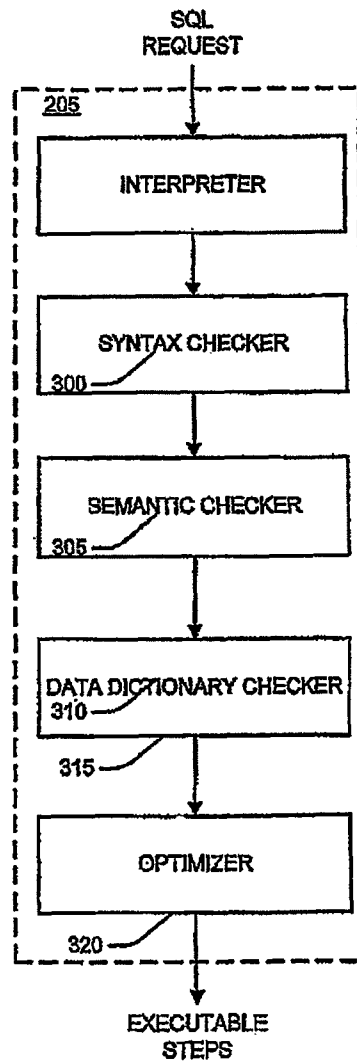 SQL
REQUEST
205
INTERPRETER
SYNTAX CHECKER
300
SEMANTIC CHECKER
305
DATA DICTIONARY CHECKER
310
315
OPTIMIZER
320
EXECUTABLE
STEPS